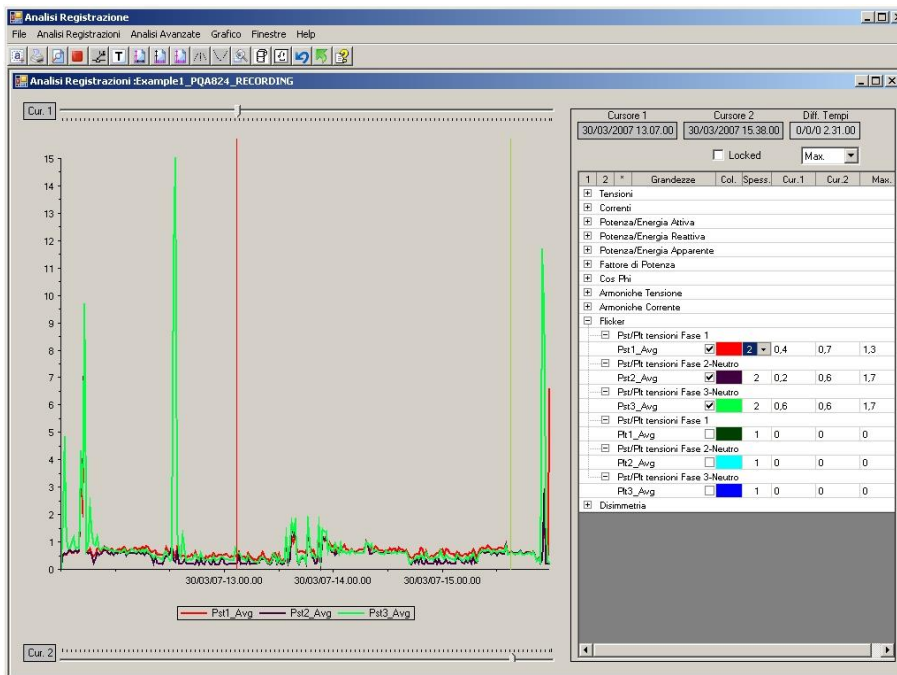 Analisi Registrazione
File Analisi Registrazioni Analisi Avanzate Grafico Finestre Help
Analisi Registrazioni :Example1_PQA824_RECORDING
Cur. 1
15
14
13
12
11
10
9
8
7
6
5
4
3
2
1
0
30/03/07-13.00.00 30/03/07-14.00.00 30/03/07-15.00.00
Pst1_Avg Pst2_Avg Pst3_Avg
Cur. 2
Cursore 1 Cursore 2 Diff. Tempi
30/03/2007 13.07.00 30/03/2007 15.38.00 0/0/0 2.31.00
Locked Max.
1 2 * Grandezze Col. Spess. Cur.1 Cur.2 Max.
Tensioni
Correnti
Potenza/Energia Attiva
Potenza/Energia Reattiva
Potenza/Energia Apparente
Fattore di Potenza
Cos Phi
Armoniche Tensione
Armoniche Corrente
Flicker
Pst/Plt tensioni Fase 1
Pst1_Avg 2 0,4 0,7 1,3
Pst/Plt tensioni Fase 2-Neutro
Pst2_Avg 2 0,2 0,6 1,7
Pst/Plt tensioni Fase 3-Neutro
Pst3_Avg 2 0,6 0,6 1,7
Pst/Plt tensioni Fase 1
Plt1_Avg 1 0 0 0
Pst/Plt tensioni Fase 2-Neutro
Plt2_Avg 1 0 0 0
Pst/Plt tensioni Fase 3-Neutro
Plt3_Avg 1 0 0 0
Disimmetria